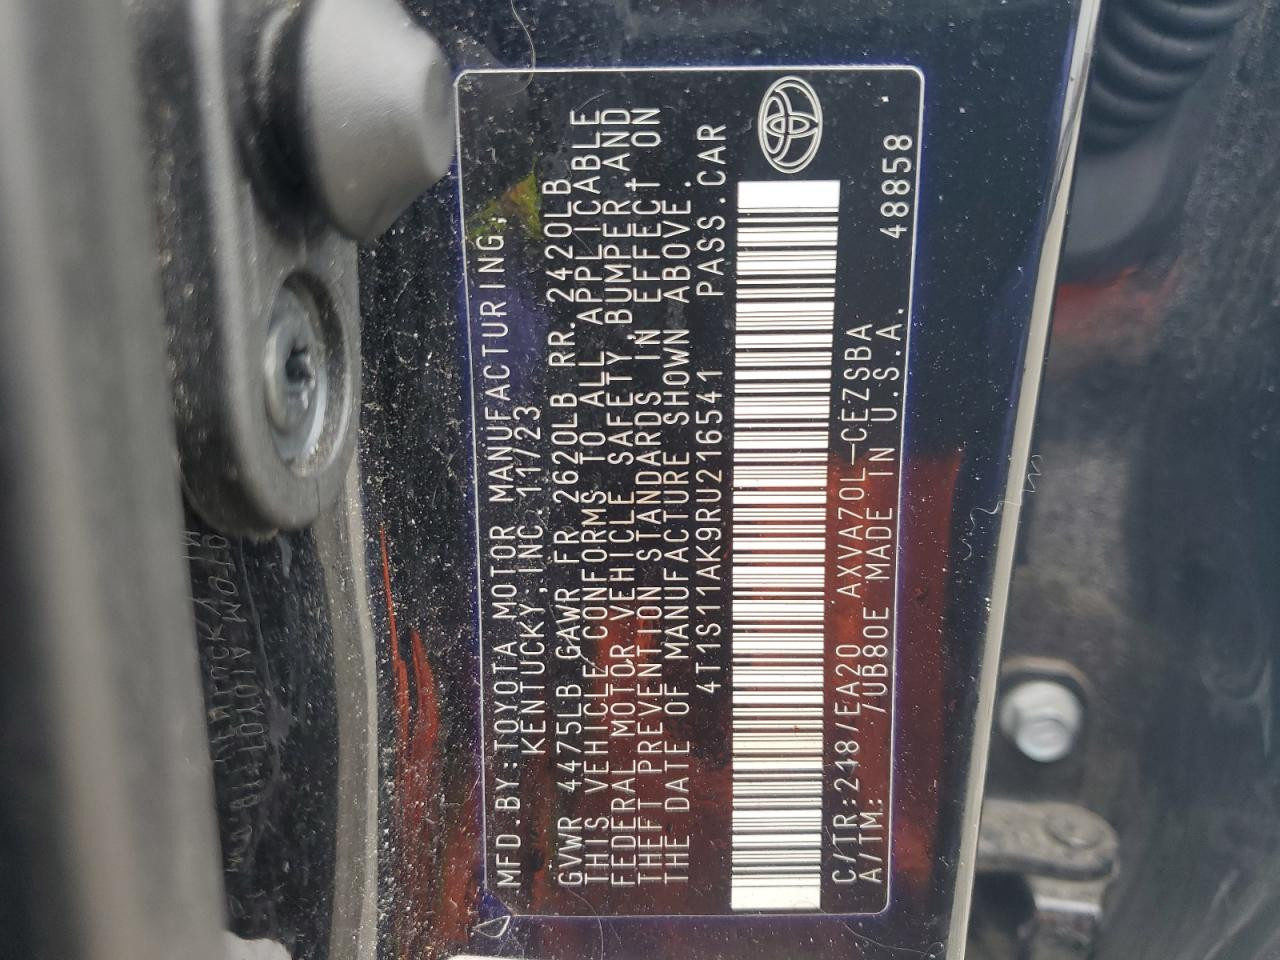 MFD.BY:TOYOTA MOTOR MANUFACTURING,
KENTUCKY,INC. 11/23
GVWR 4475LB GAWR FR 2620LB RR. 2420LB
THIS VEHICLE CONFORMS TO ALL APPLICABLE
FEDERAL MOTOR VEHICLE SAFETY,BUMPER,AND
THEFT PREVENTION STANDARDS IN EFFECT ON
THE DATE OF MANUFACTURE SHOWN ABOVE.
4T1S11AK9RU216541 PASS.CAR
C/TR:218/EA20 AXVA70L-CEZSBA
A/TM: /UB80E MADE IN U.S.A. 48858